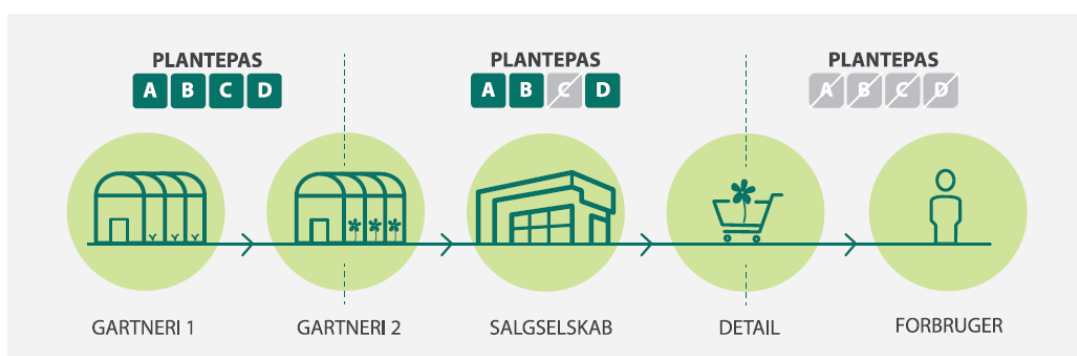 PLANTEPAS
A B C D
PLANTEPAS
A B C D
PLANTEPAS
A B C D
GARTNERI 1
GARTNERI 2
SALGSELSKAB
DETAIL
FORBRUGER